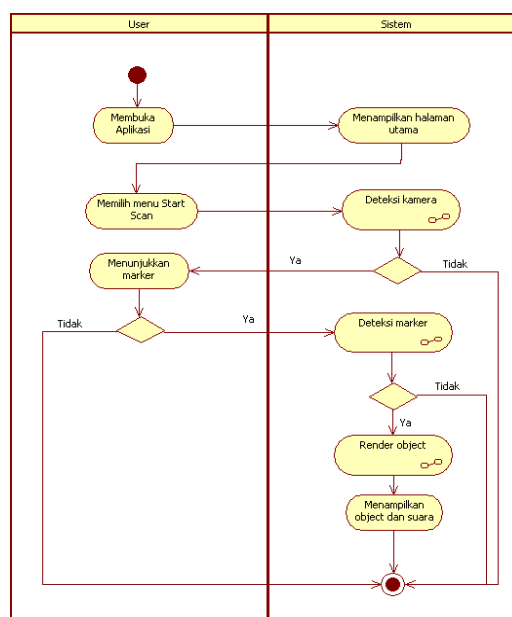 User
Sistem
Membuka
Aplikasi
Menampilkan halaman
utama
Memilih menu Start
Scan
Deteksi kamera
Menunjukkan
marker
Ya
Tidak
Tidak
Ya
Deteksi marker
Tidak
Ya
Render object
Menampilkan
object dan suara